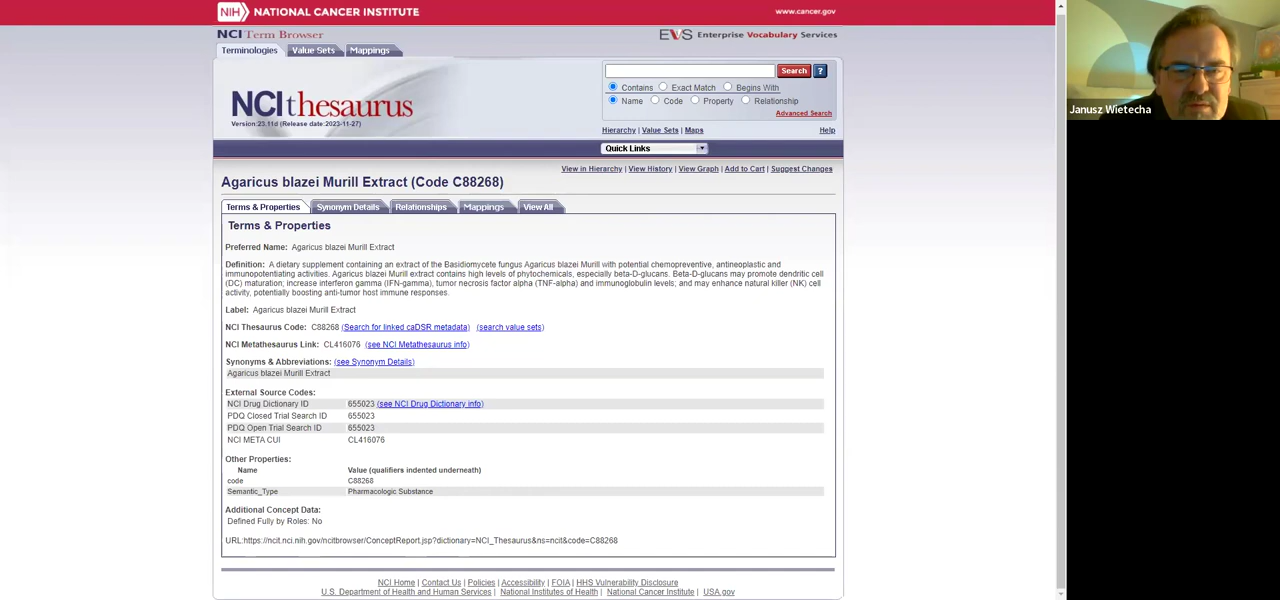 NIH NATIONAL CANCER INSTITUTE www.cancer.gov
NCI Term Browser EVS Enterprise Vocabulary Services
Terminologies Value Sets Mappings
Search ?
Contains Exact Match Begins With
Name Code Property Relationship
Advanced Search
NCI thesaurus
Version:23.11d (Release date:2023-11-27)
Hierarchy | Value Sets | Maps Help
Quick Links
View in Hierarchy | View History | View Graph | Add to Cart | Suggest Changes
Agaricus blazei Murill Extract (Code C88268)
Terms & Properties Synonym Details Relationships Mappings View All
Terms & Properties
Preferred Name: Agaricus blazei Murill Extract
Definition: A dietary supplement containing an extract of the Basidiomycete fungus Agaricus blazei Murill with potential chemopreventive, antineoplastic and
immunopotentiating activities. Agaricus blazei Murill extract contains high levels of phytochemicals, especially beta-D-glucans. Beta-D-glucans may promote dendritic cell
(DC) maturation; increase interferon gamma (IFN-gamma), tumor necrosis factor alpha (TNF-alpha) and immunoglobulin levels; and may enhance natural killer (NK) cell
activity, potentially boosting anti-tumor host immune responses.
Label: Agaricus blazei Murill Extract
NCI Thesaurus Code: C88268 (Search for linked caDSR metadata) (search value sets)
NCI Metathesaurus Link: CL416076 (see NCI Metathesaurus info)
Synonyms & Abbreviations: (see Synonym Details)
Agaricus blazei Murill Extract
External Source Codes:
NCI Drug Dictionary ID 655023 (see NCI Drug Dictionary info)
PDQ Closed Trial Search ID 655023
PDQ Open Trial Search ID 655023
NCI META CUI CL416076
Other Properties:
Name Value (qualifiers indented underneath)
code C88268
Semantic_Type Pharmacologic Substance
Additional Concept Data:
Defined Fully by Roles: No
URL:https://ncit.nci.nih.gov/ncitbrowser/ConceptReport.jsp?dictionary=NCI_Thesaurus&ns=ncit&code=C88268
NCI Home | Contact Us | Policies | Accessibility | FOIA | HHS Vulnerability Disclosure
U.S. Department of Health and Human Services | National Institutes of Health | National Cancer Institute | USA.gov
Janusz Wietecha